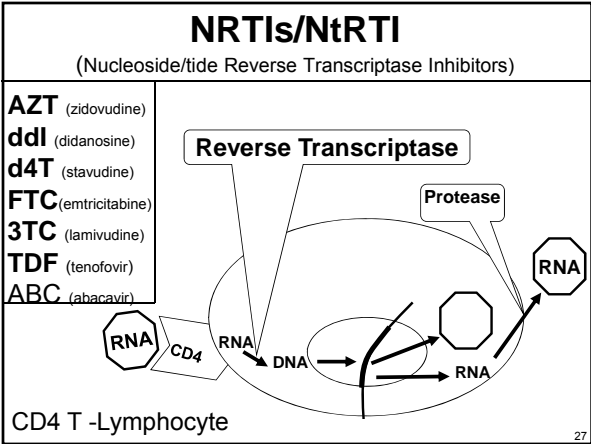 NRTIs/NtRTI
(Nucleoside/tide Reverse Transcriptase Inhibitors)
AZT (zidovudine)
ddI (didanosine)
d4T (stavudine)
FTC(emtricitabine)
3TC (lamivudine)
TDF (tenofovir)
ABC (abacavir)
Reverse Transcriptase
Protease
RNA
RNA
CD4
RNA
DNA
RNA
CD4 T -Lymphocyte
27